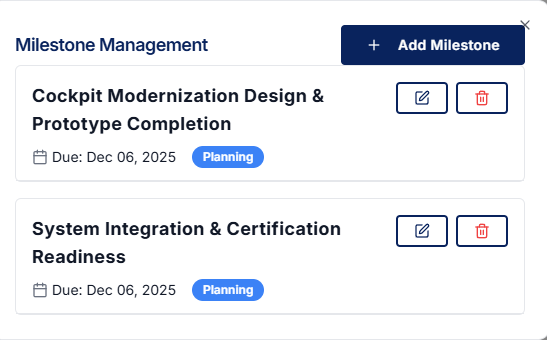 Milestone Management
+ Add Milestone
Cockpit Modernization Design &
Prototype Completion
Due: Dec 06, 2025 Planning
System Integration & Certification
Readiness
Due: Dec 06, 2025 Planning